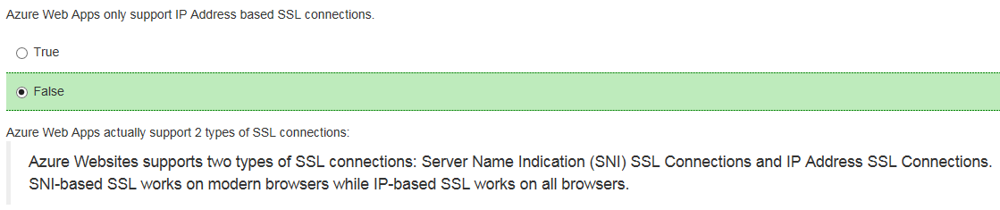 Azure Web Apps only support IP Address based SSL connections.
True
False
Azure Web Apps actually support 2 types of SSL connections:
Azure Websites supports two types of SSL connections: Server Name Indication (SNI) SSL Connections and IP Address SSL Connections.
SNI-based SSL works on modern browsers while IP-based SSL works on all browsers.